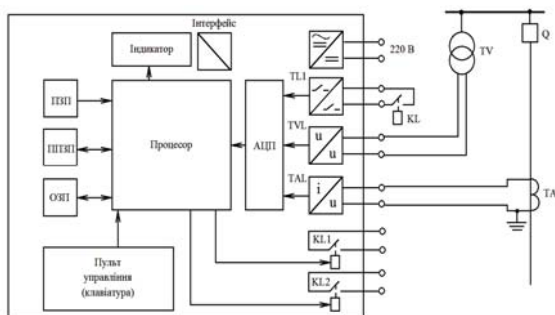 Інтерфейс
Індикатор
220 В
TV
Q
TL1
ПЗП
KL
TVL
ППЗП
Процесор
АЦП
u
u
TAL
ОЗП
i
u
TA
KL1
Пульт
управління
(клавіатура)
KL2